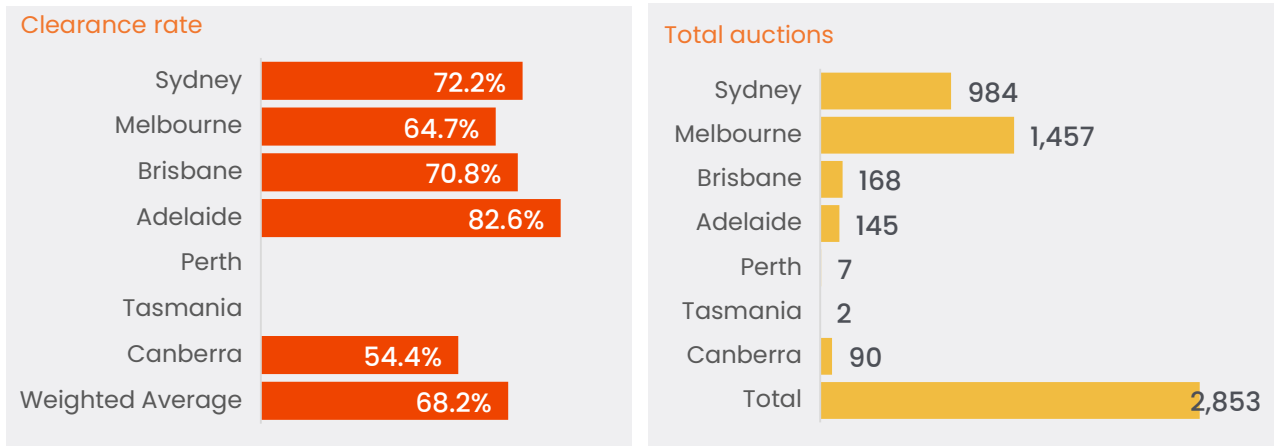 Clearance rate
Sydney 72.2%
Melbourne 64.7%
Brisbane 70.8%
Adelaide 82.6%
Perth
Tasmania
Canberra 54.4%
Weighted Average 68.2%
Total auctions
Sydney 984
Melbourne 1,457
Brisbane 168
Adelaide 145
Perth 7
Tasmania 2
Canberra 90
Total 2,853